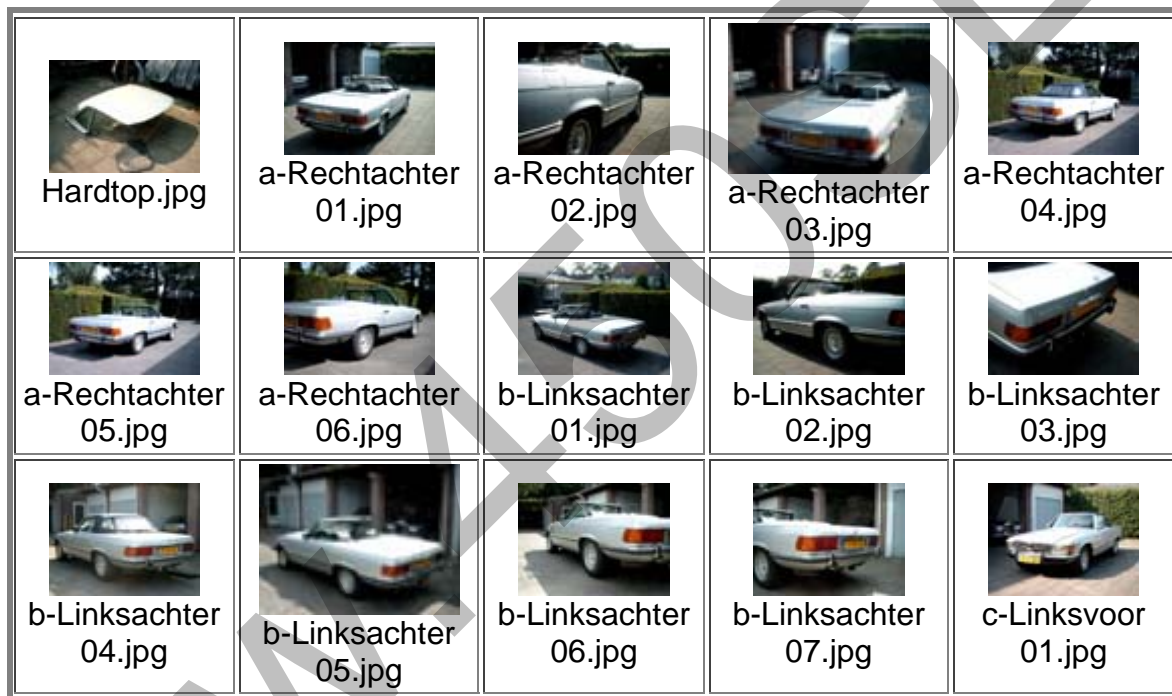 Hardtop.jpg
a-Rechtachter
01.jpg
a-Rechtachter
02.jpg
a-Rechtachter
03.jpg
a-Rechtachter
04.jpg
a-Rechtachter
05.jpg
a-Rechtachter
06.jpg
b-Linksachter
01.jpg
b-Linksachter
02.jpg
b-Linksachter
03.jpg
b-Linksachter
04.jpg
b-Linksachter
05.jpg
b-Linksachter
06.jpg
b-Linksachter
07.jpg
c-Linksvoor
01.jpg
W.450SL